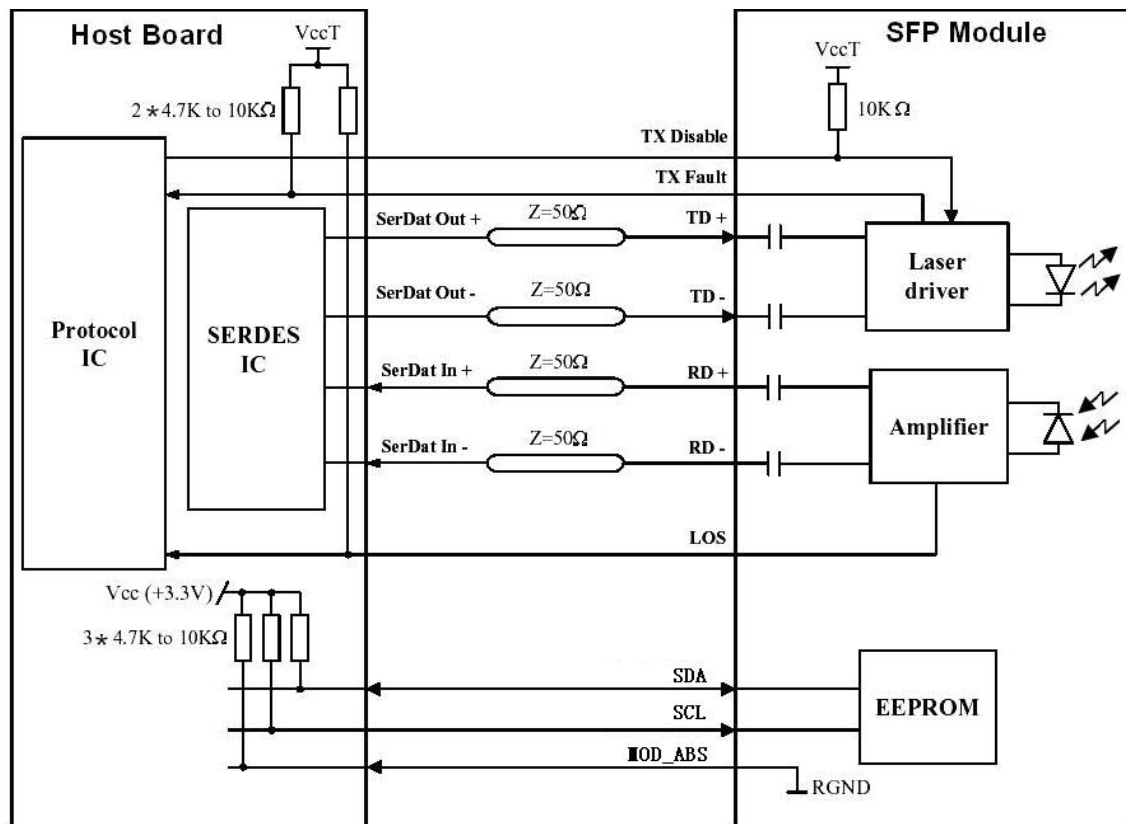 Host Board
SFP Module
VccT
VccT
2*4.7K to 10KΩ
10KΩ
TX Disable
TX Fault
SerDat Out +
Z=50Ω
TD +
Laser
driver
SerDat Out -
Z=50Ω
TD -
Protocol
IC
SERDES
IC
SerDat In +
Z=50Ω
RD +
Amplifier
SerDat In -
Z=50Ω
RD -
LOS
Vcc (+3.3V)
3* 4.7K to 10KΩ
SDA
SCL
EEPROM
MOD_ABS
RGND